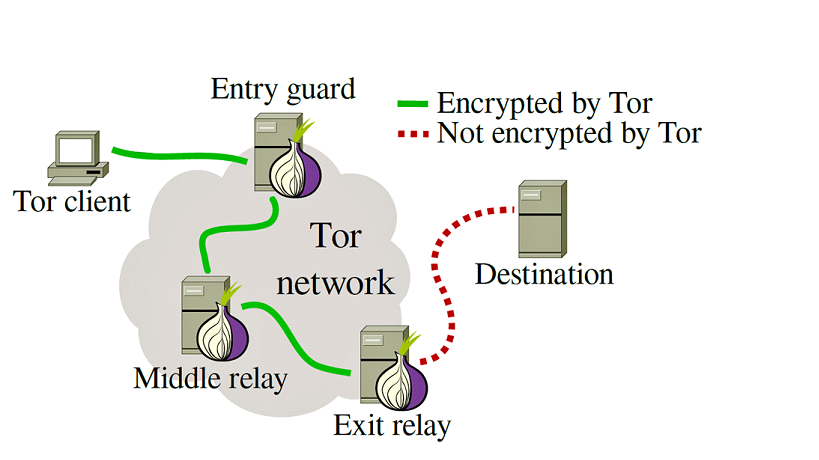 Entry guard
Encrypted by Tor
Not encrypted by Tor
Tor client
Tor
network
Destination
Middle relay
Exit relay